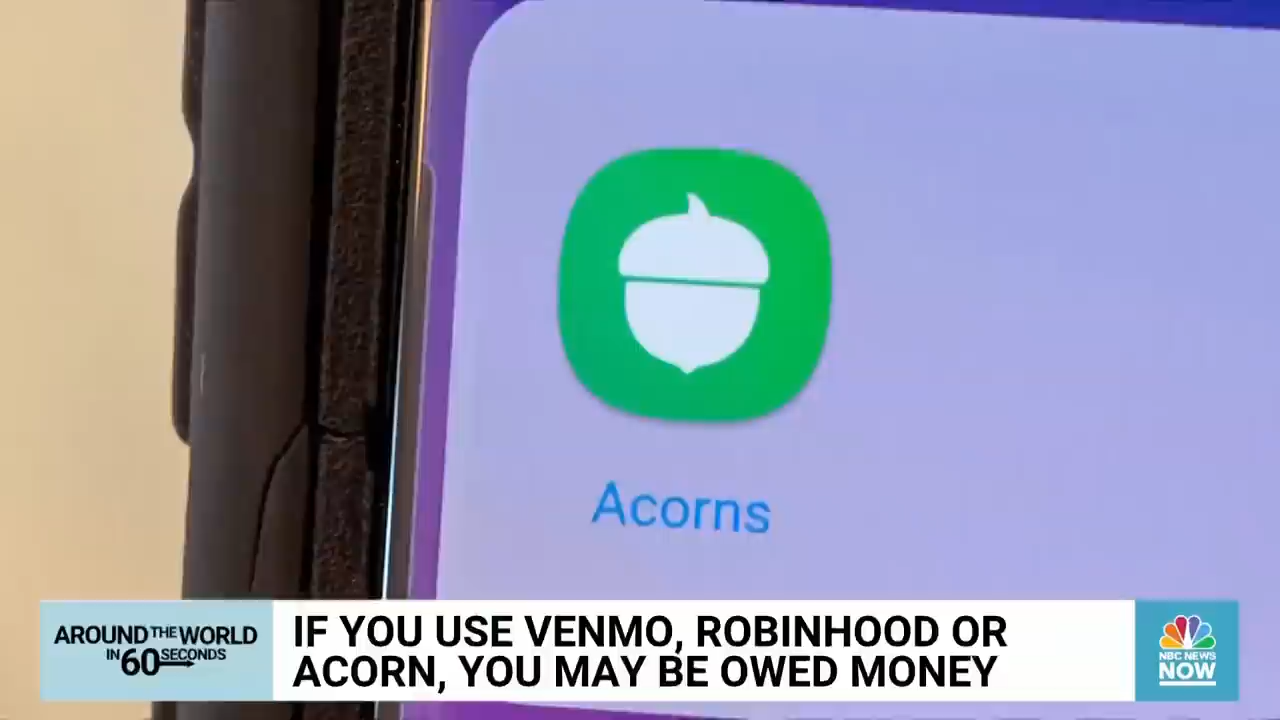 Acorns
AROUND THE WORLD
IN 60 SECONDS
IF YOU USE VENMO, ROBINHOOD OR
ACORN, YOU MAY BE OWED MONEY
NBC NEWS
NOW